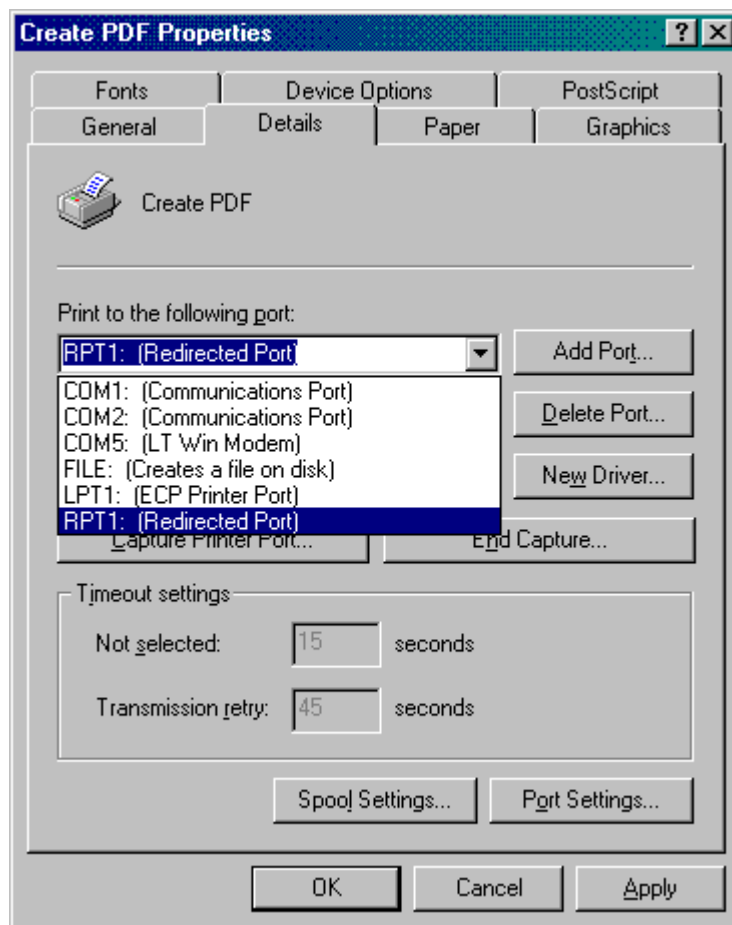 Create PDF Properties
Fonts Device Options PostScript
General Details Paper Graphics
Create PDF
Print to the following port:
RPT1: (Redirected Port) Add Port...
COM1: (Communications Port)
COM2: (Communications Port) Delete Port...
COM5: (LT Win Modem)
FILE: (Creates a file on disk) New Driver...
LPT1: (ECP Printer Port)
RPT1: (Redirected Port)
Capture Printer Port... End Capture...
Timeout settings
Not selected: 15 seconds
Transmission retry: 45 seconds
Spool Settings... Port Settings...
OK Cancel Apply